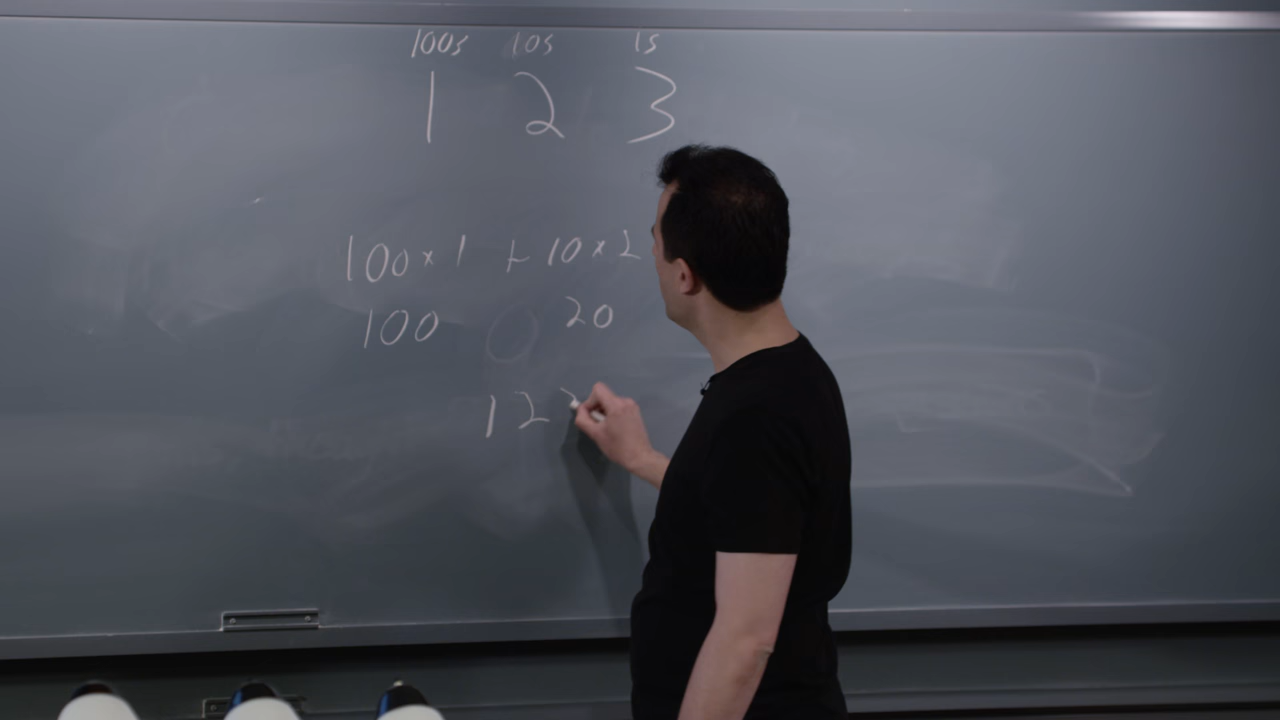 100s 10s 1s
1 2 3
100 × 1 + 10 × 2
100 20
12